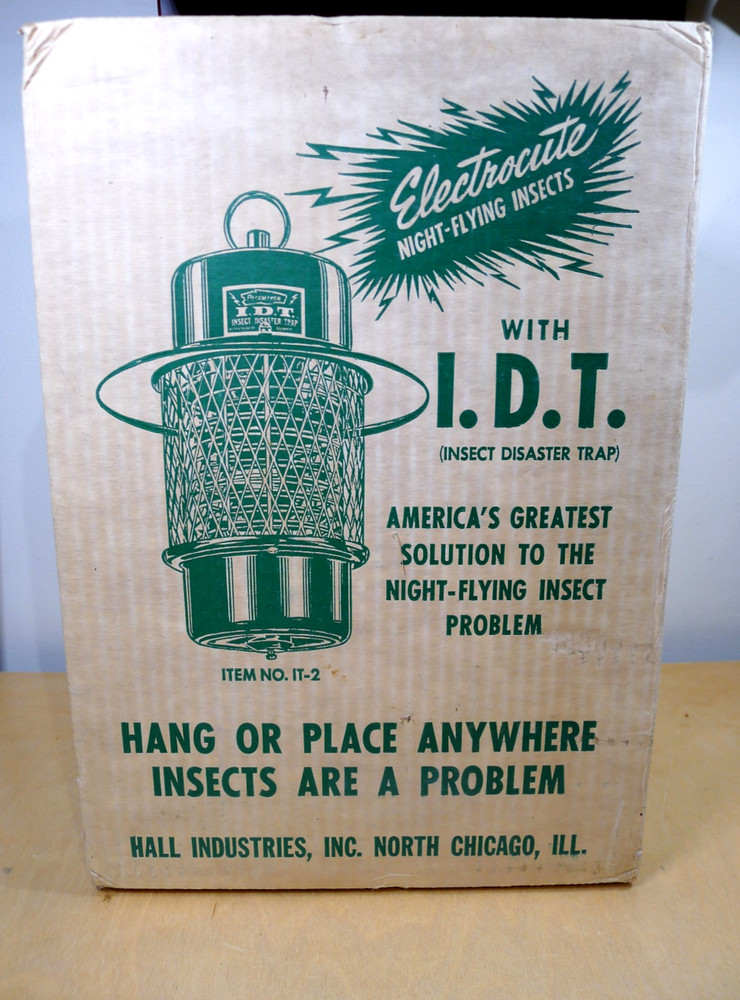 Electrocute
NIGHT-FLYING INSECTS
WITH
I.D.T.
(INSECT DISASTER TRAP)
I.D.T.
INSECT DISASTER TRAP
AMERICA'S GREATEST
SOLUTION TO THE
NIGHT-FLYING INSECT
PROBLEM
ITEM NO. IT-2
HANG OR PLACE ANYWHERE
INSECTS ARE A PROBLEM
HALL INDUSTRIES, INC. NORTH CHICAGO, ILL.